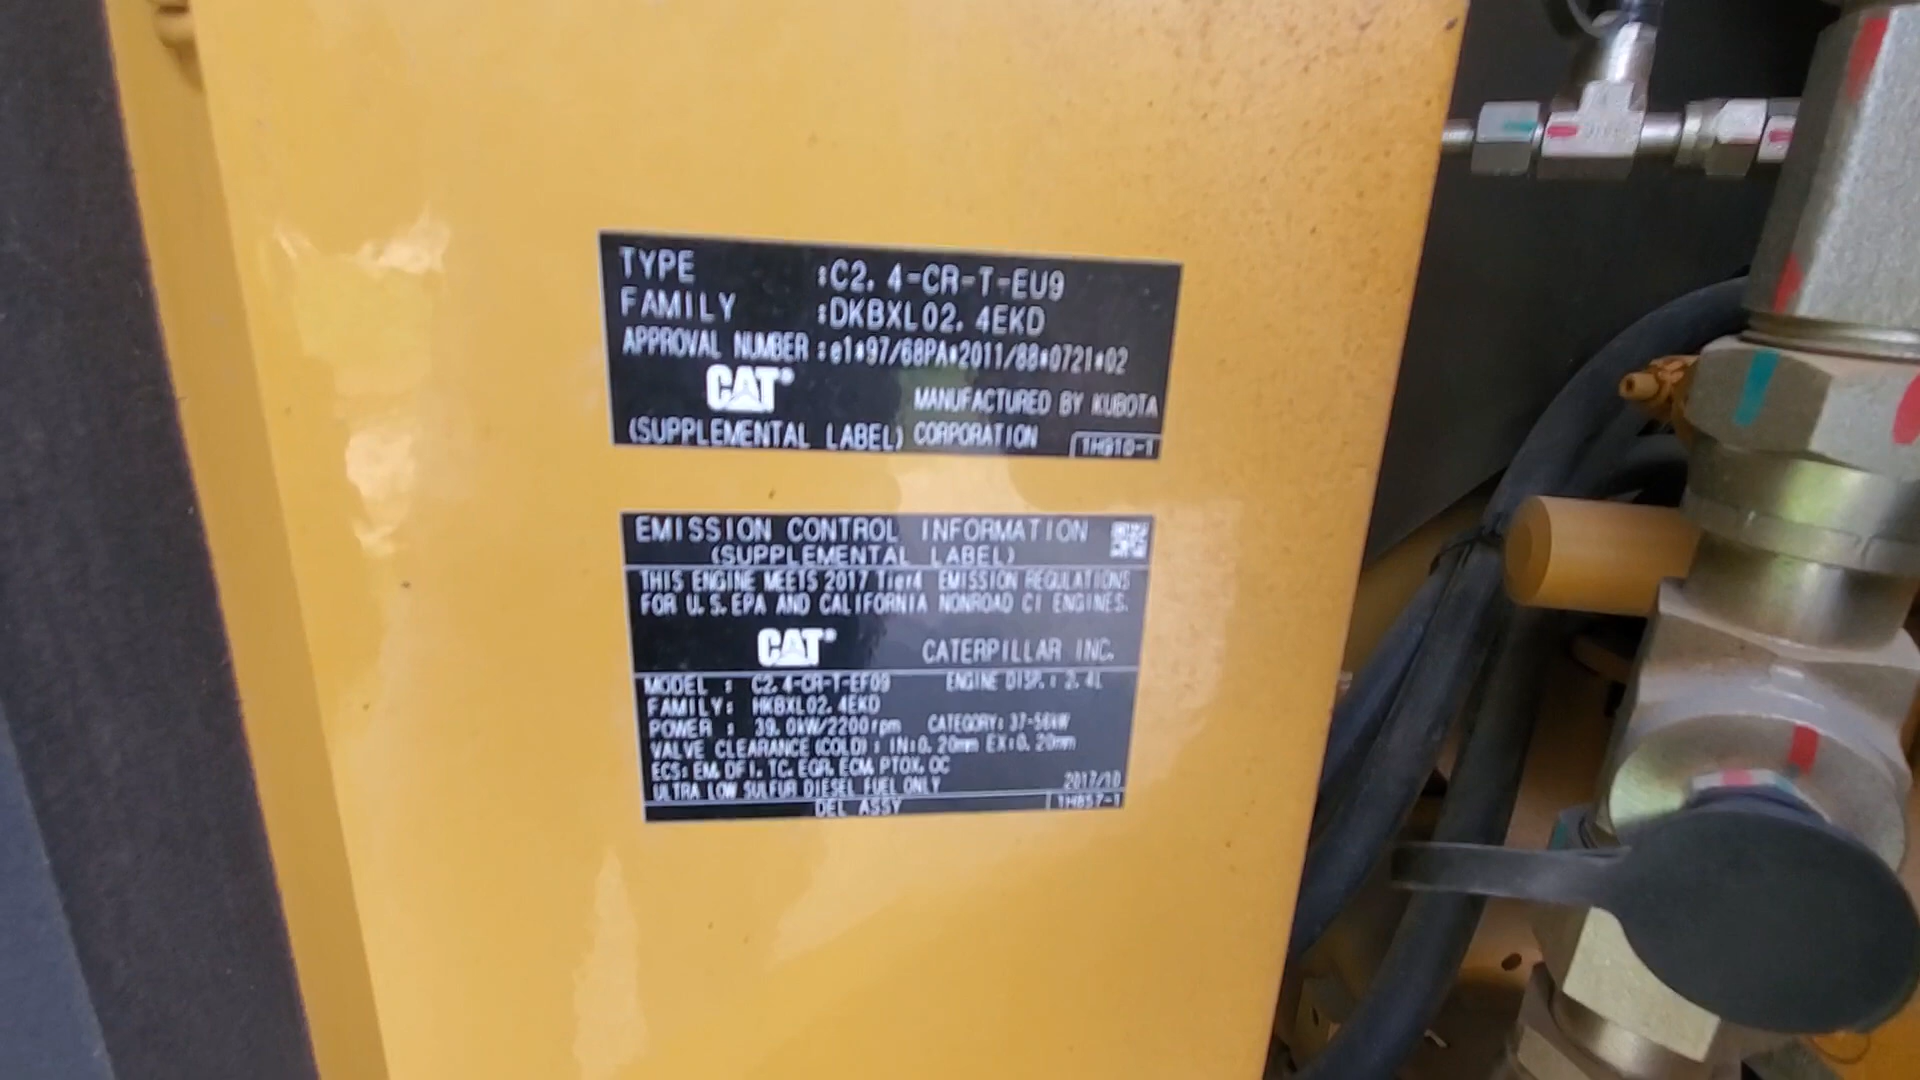 TYPE :C2.4-CR-T-EU9
FAMILY :DKBXL02.4EKD
APPROVAL NUMBER :e1*97/68PA*2011/88*0721*02
CAT®
MANUFACTURED BY KUBOTA
(SUPPLEMENTAL LABEL) CORPORATION
EMISSION CONTROL INFORMATION
(SUPPLEMENTAL LABEL)
THIS ENGINE MEETS 2017 Tier4 EMISSION REGULATIONS
FOR U.S.EPA AND CALIFORNIA NONROAD CI ENGINES.
CAT® CATERPILLAR INC.
MODEL : C2.4-CR-T-EF09 ENGINE DISP.: 2.4L
FAMILY: HKBXL02.4EKD
POWER : 39.0kW/2200rpm CATEGORY: 37-56kW
VALVE CLEARANCE (COLD): IN:0.20mm EX:0.20mm
ECS: EM, DFI, TC, EGR, ECM, PTOX, OC
ULTRA LOW SULFUR DIESEL FUEL ONLY 2017/10
DEL ASSY